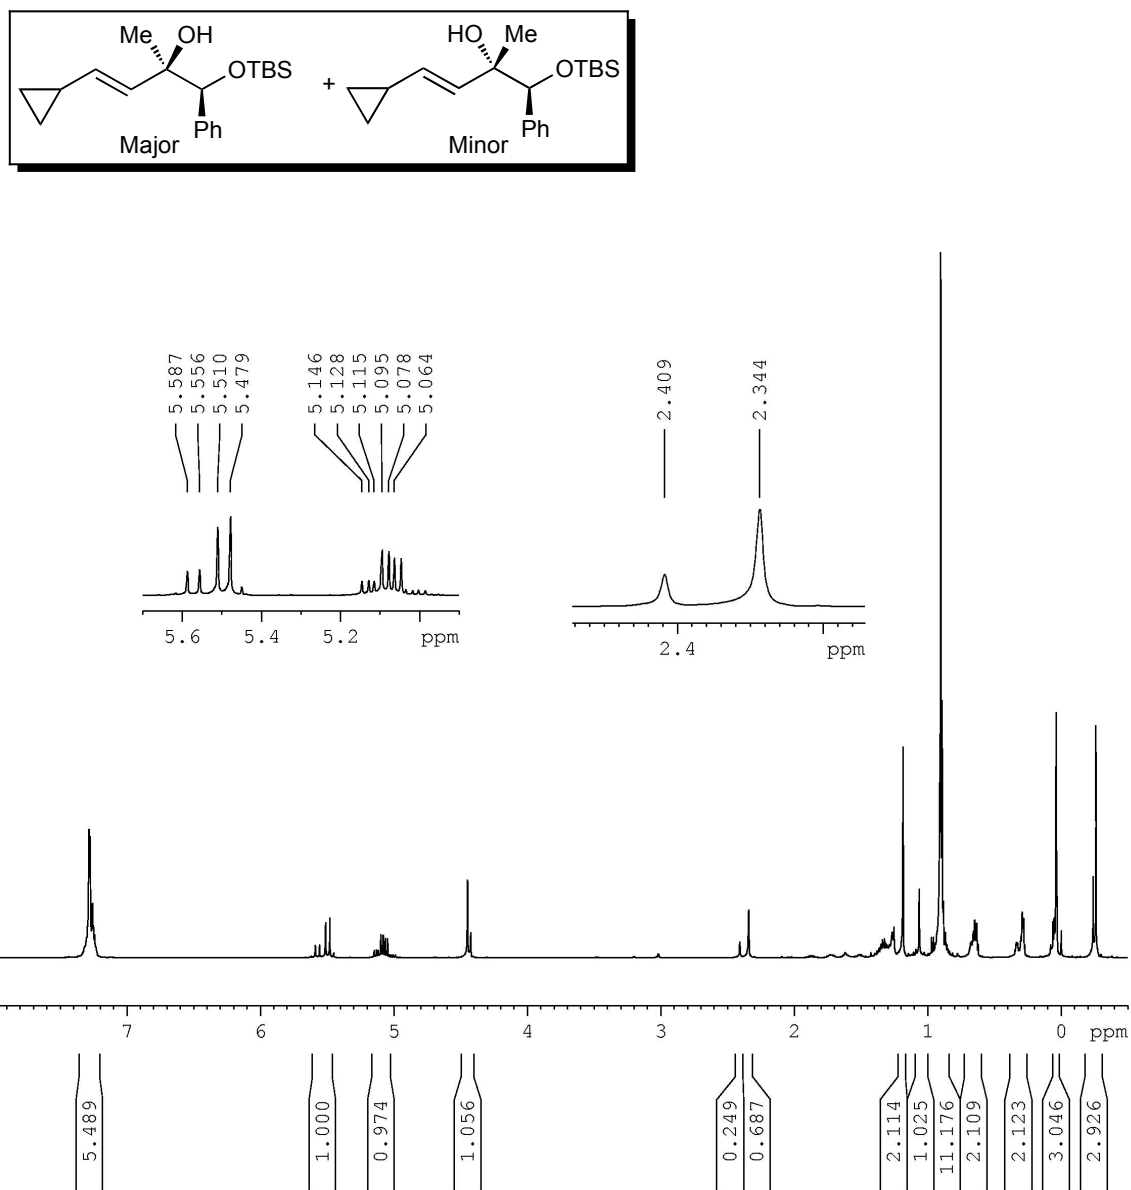 Me OH OTBS Ph Major
+
HO Me OTBS Ph Minor
5.587 5.556 5.510 5.479 5.146 5.128 5.115 5.095 5.078 5.064
2.409 2.344
5.6 5.4 5.2 ppm
2.4 ppm
7 6 5 4 3 2 1 0 ppm
5.489 1.000 0.974 1.056 0.249 0.687 2.114 1.025 11.176 2.109 2.123 3.046 2.926